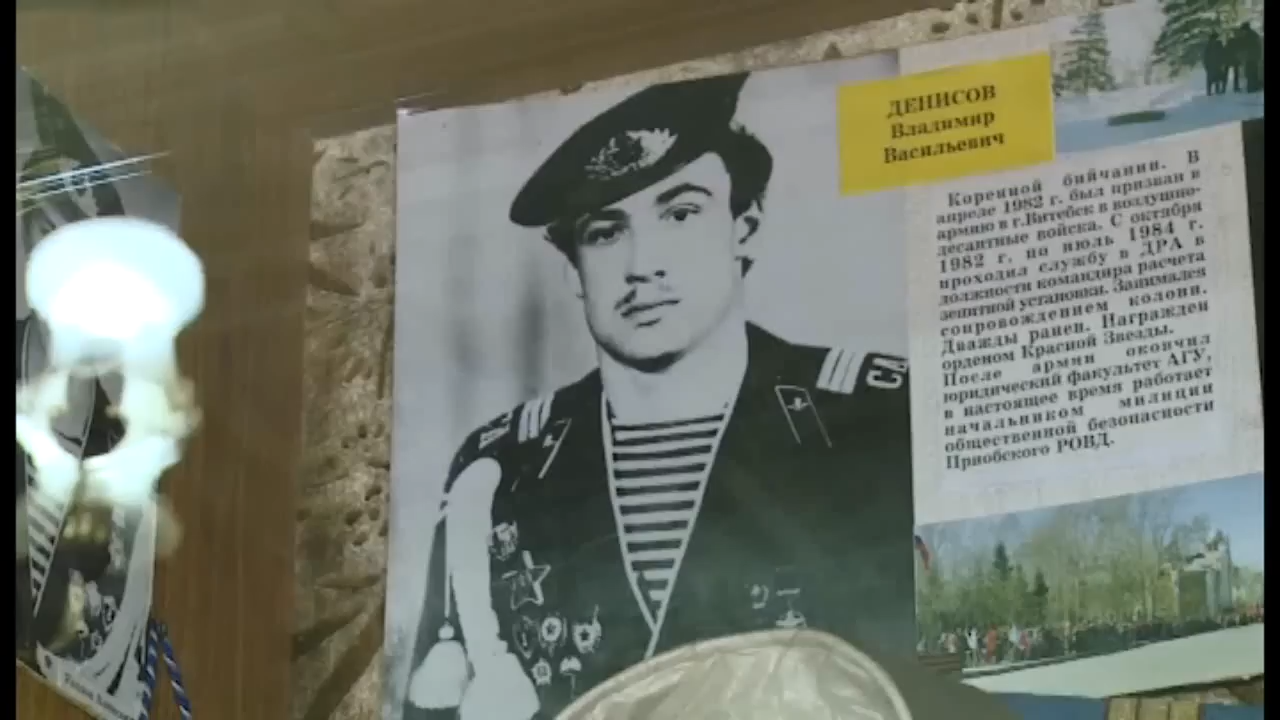 ДЕНИСОВ
Владимир
Васильевич
Коренной бийчанин. В
апреле 1982 г. был призван в
армию в г.Витебск в воздушно-
десантные войска. С октября
1982 г. по июль 1984 г.
проходил службу в ДРА в
должности командира расчета
зенитной установки. Занимался
сопровождением колонн.
Дважды ранен. Награжден
орденом Красной Звезды.
После армии окончил
юридический факультет АГУ,
в настоящее время работает
начальником милиции
общественной безопасности
Приобского РОВД.
СА